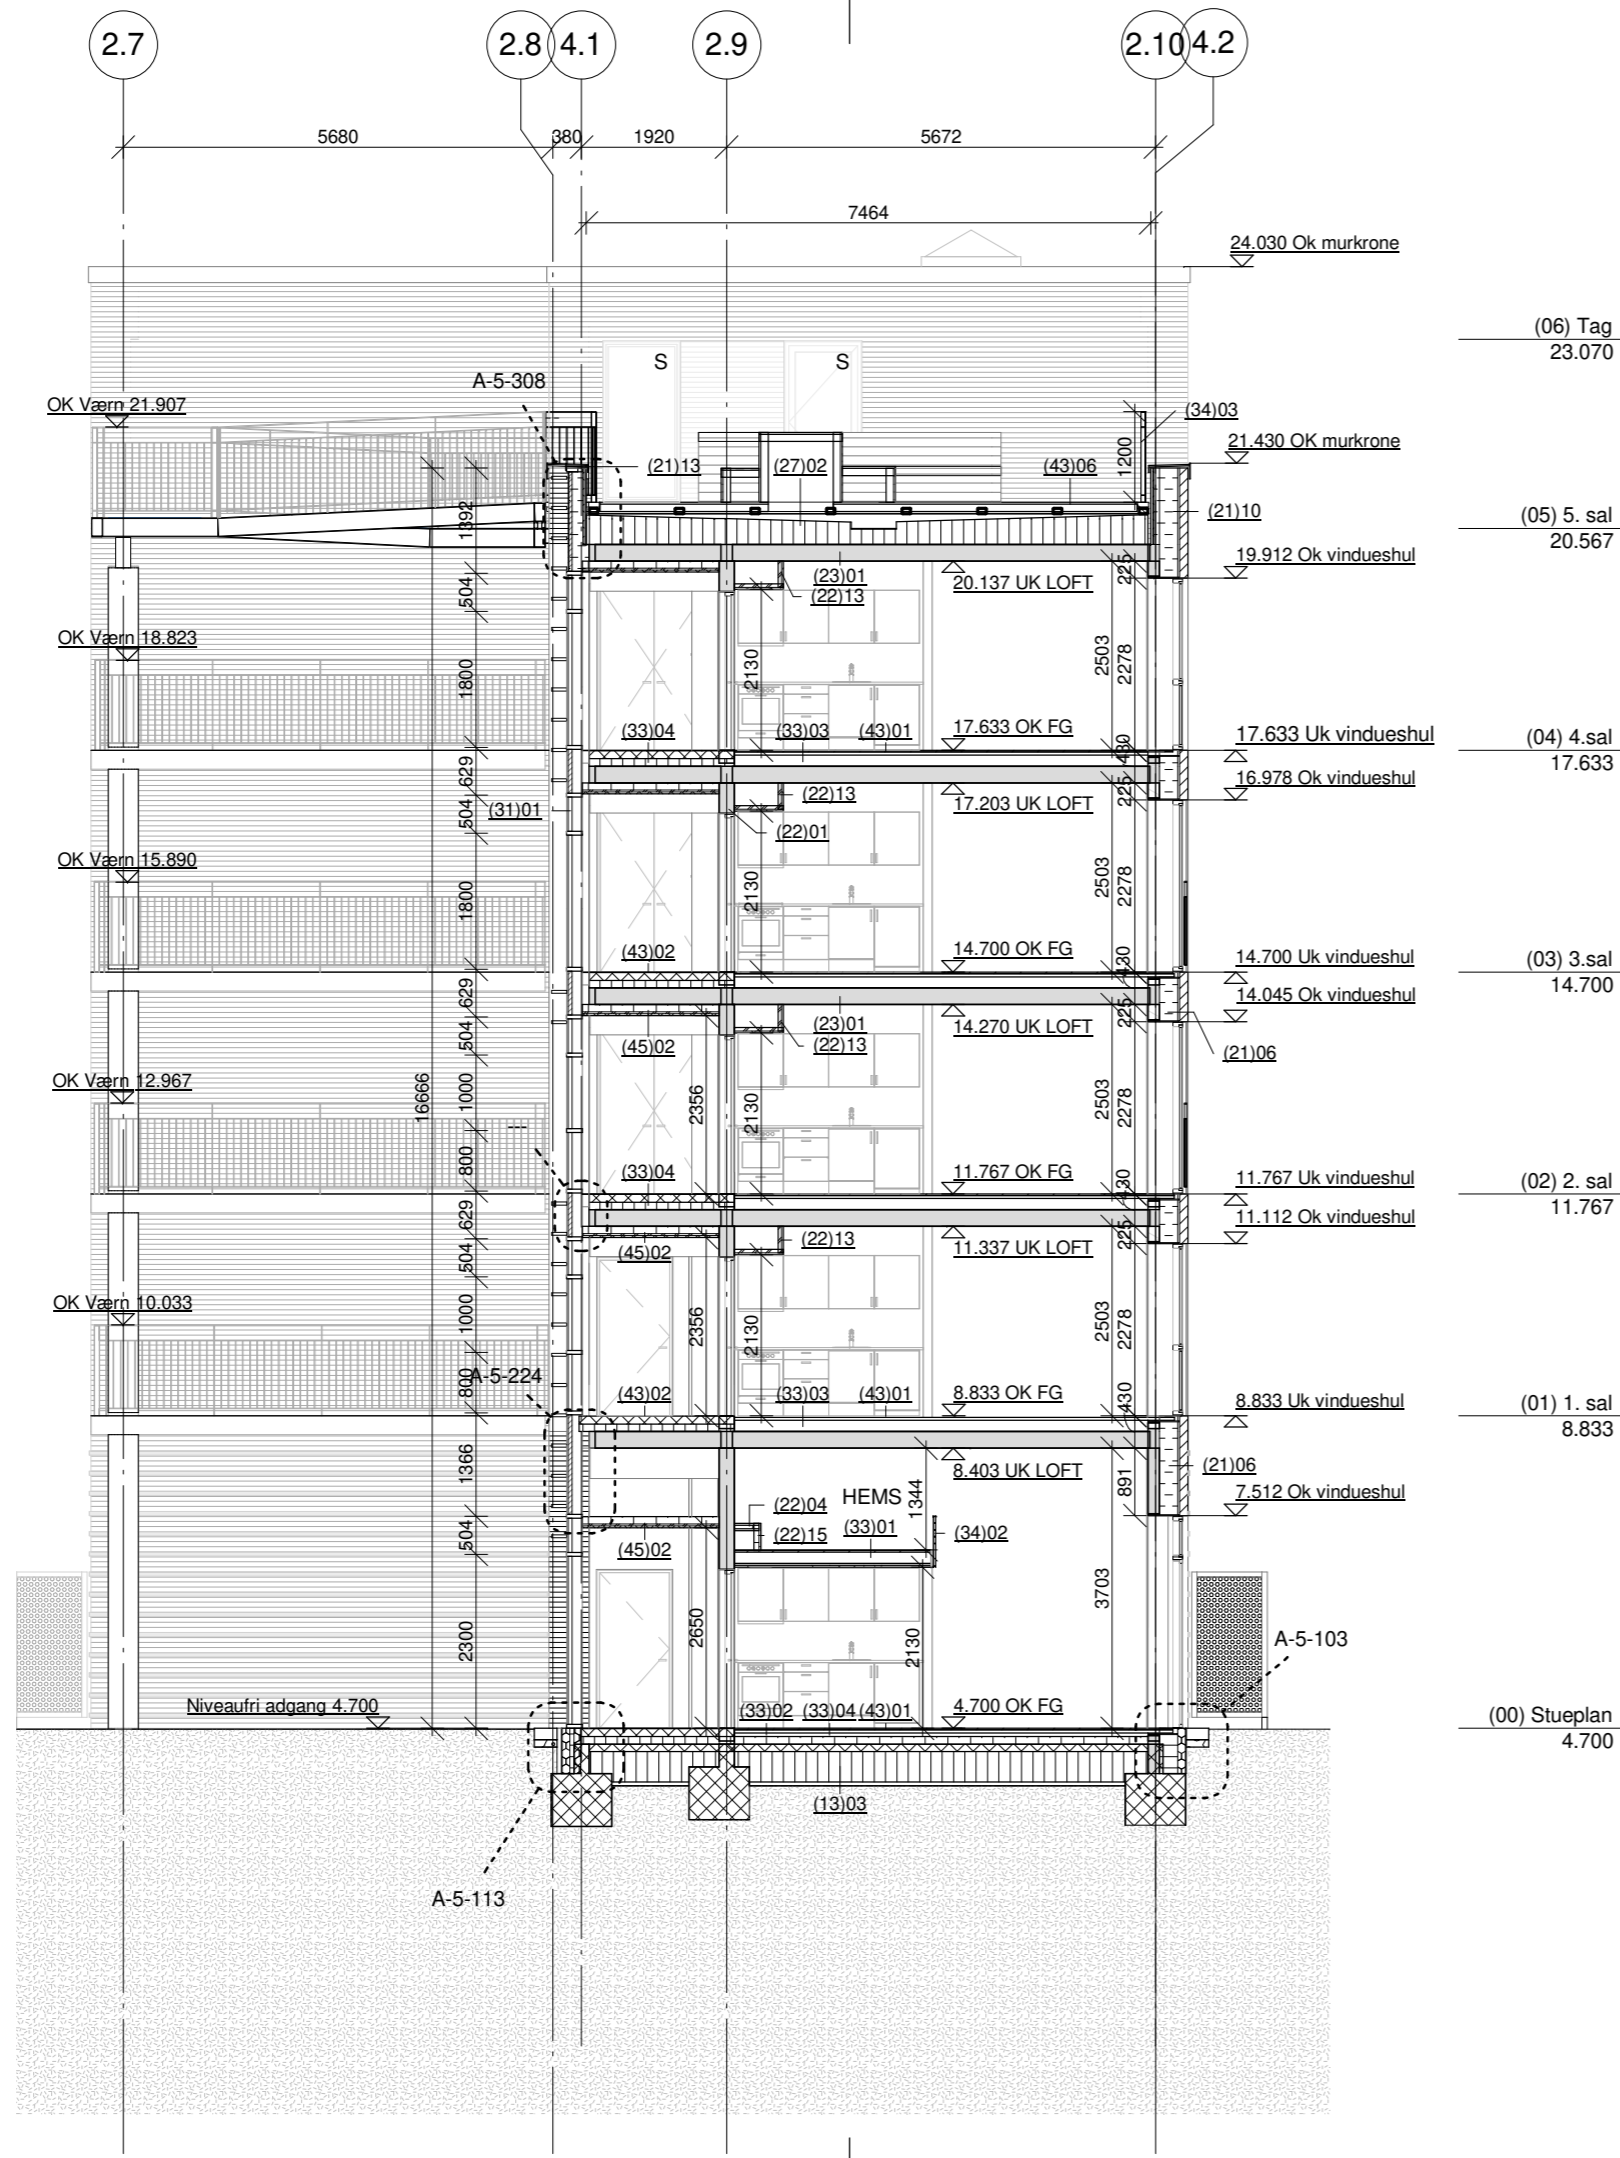 2.7
2.8
4.1
2.9
2.10
4.2
5680
380
1920
5672
7464
24.030 Ok murkrone
(06) Tag
23.070
S
S
A-5-308
OK Værn 21.907
(34)03
21.430 OK murkrone
(21)13
(27)02
(43)06
1200
1392
(21)10
(05) 5. sal
20.567
19.912 Ok vindueshul
504
(23)01
(22)13
20.137 UK LOFT
225
OK Værn 18.823
1800
2130
2503
2278
(33)04
(33)03
(43)01
17.633 OK FG
430
17.633 Uk vindueshul
(04) 4.sal
17.633
16.978 Ok vindueshul
629
504
(31)01
(22)13
17.203 UK LOFT
225
(22)01
OK Værn 15.890
1800
2130
2503
2278
(43)02
14.700 OK FG
430
14.700 Uk vindueshul
(03) 3.sal
14.700
14.045 Ok vindueshul
629
504
(45)02
(23)01
(22)13
14.270 UK LOFT
225
(21)06
OK Værn 12.967
16666
1000
2356
2130
2503
2278
---
800
(33)04
11.767 OK FG
430
11.767 Uk vindueshul
(02) 2. sal
11.767
11.112 Ok vindueshul
629
504
(45)02
(22)13
11.337 UK LOFT
225
OK Værn 10.033
1000
2356
2130
2503
2278
A-5-224
800
(43)02
(33)03
(43)01
8.833 OK FG
430
8.833 Uk vindueshul
(01) 1. sal
8.833
1366
8.403 UK LOFT
891
(21)06
7.512 Ok vindueshul
HEMS
1344
(22)04
(22)15
(33)01
(34)02
504
(45)02
3703
2300
2650
2130
A-5-103
Niveaufri adgang 4.700
(33)02
(33)04
(43)01
4.700 OK FG
(00) Stueplan
4.700
(13)03
A-5-113